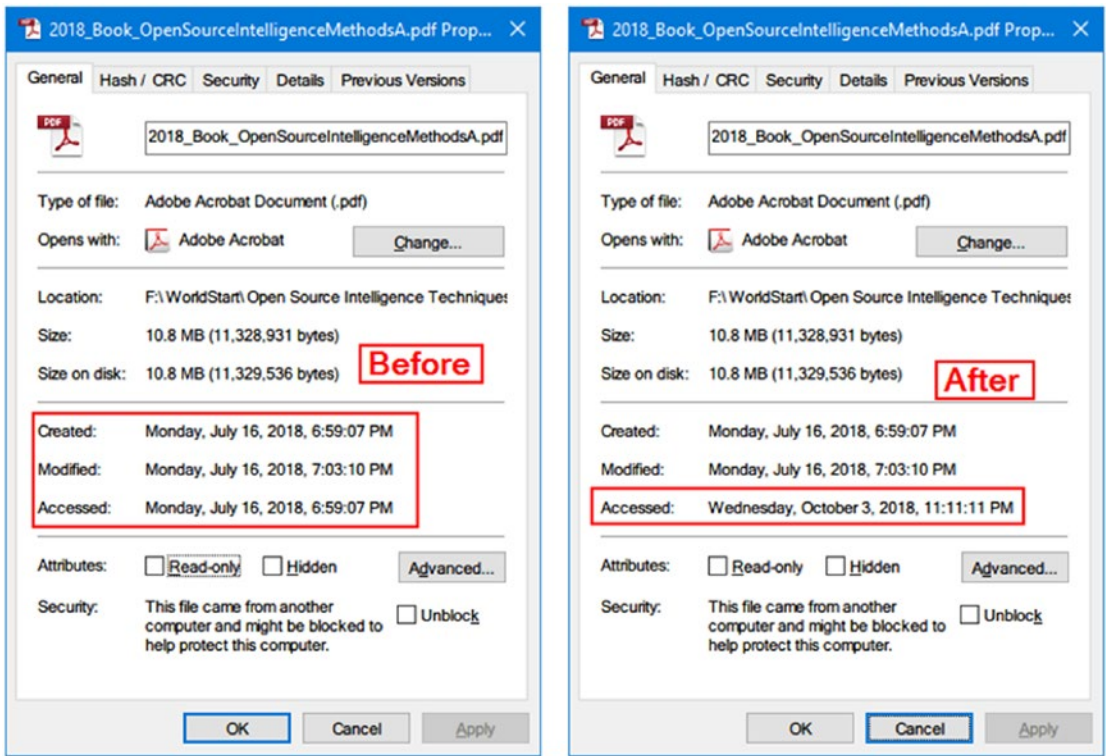 2018_Book_OpenSourceIntelligenceMethodsA.pdf Prop...
General Hash / CRC Security Details Previous Versions
PDF
2018_Book_OpenSourceIntelligenceMethodsA.pdf
Type of file: Adobe Acrobat Document (.pdf)
Opens with: Adobe Acrobat Change...
Location: F:\WorldStart\Open Source Intelligence Techniques
Size: 10.8 MB (11,328,931 bytes)
Before
Size on disk: 10.8 MB (11,329,536 bytes)
Created: Monday, July 16, 2018, 6:59:07 PM
Modified: Monday, July 16, 2018, 7:03:10 PM
Accessed: Monday, July 16, 2018, 6:59:07 PM
Attributes: Read-only Hidden Advanced...
Security: This file came from another
computer and might be blocked to
help protect this computer.
Unblock
OK Cancel Apply
2018_Book_OpenSourceIntelligenceMethodsA.pdf Prop...
General Hash / CRC Security Details Previous Versions
PDF
2018_Book_OpenSourceIntelligenceMethodsA.pdf
Type of file: Adobe Acrobat Document (.pdf)
Opens with: Adobe Acrobat Change...
Location: F:\WorldStart\Open Source Intelligence Techniques
Size: 10.8 MB (11,328,931 bytes)
Size on disk: 10.8 MB (11,329,536 bytes)
After
Created: Monday, July 16, 2018, 6:59:07 PM
Modified: Monday, July 16, 2018, 7:03:10 PM
Accessed: Wednesday, October 3, 2018, 11:11:11 PM
Attributes: Read-only Hidden Advanced...
Security: This file came from another
computer and might be blocked to
help protect this computer.
Unblock
OK Cancel Apply